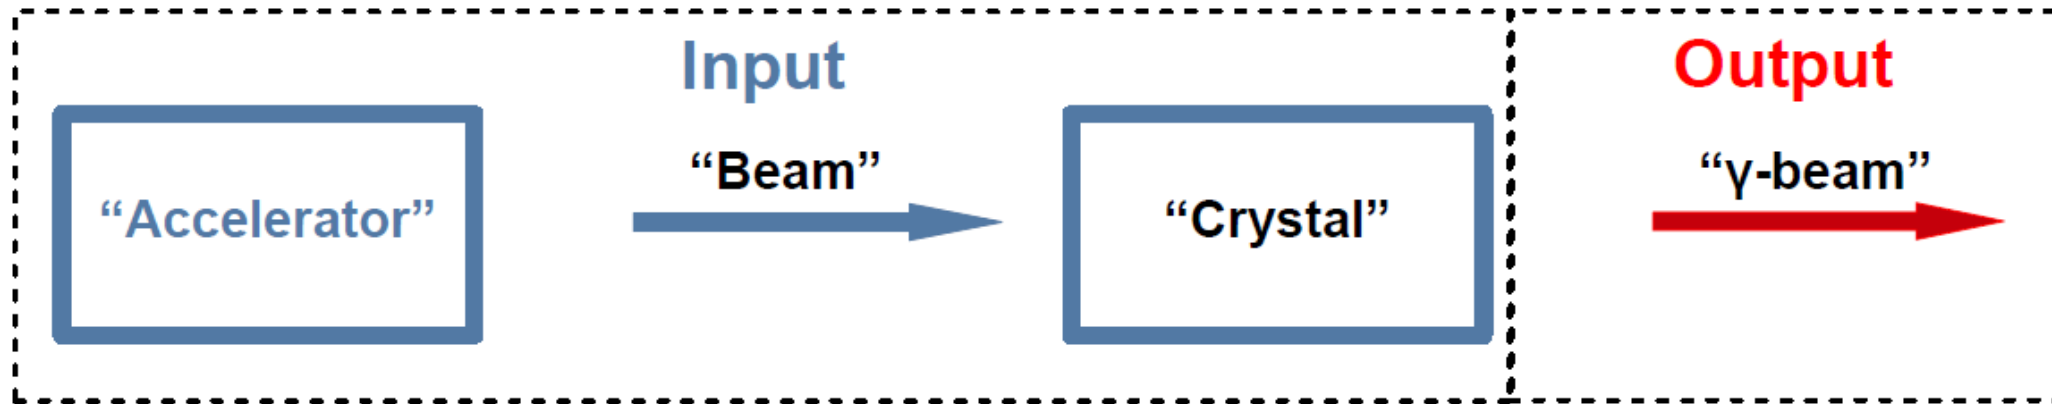 Input
Output
“Accelerator”
“Beam”
“Crystal”
“γ-beam”